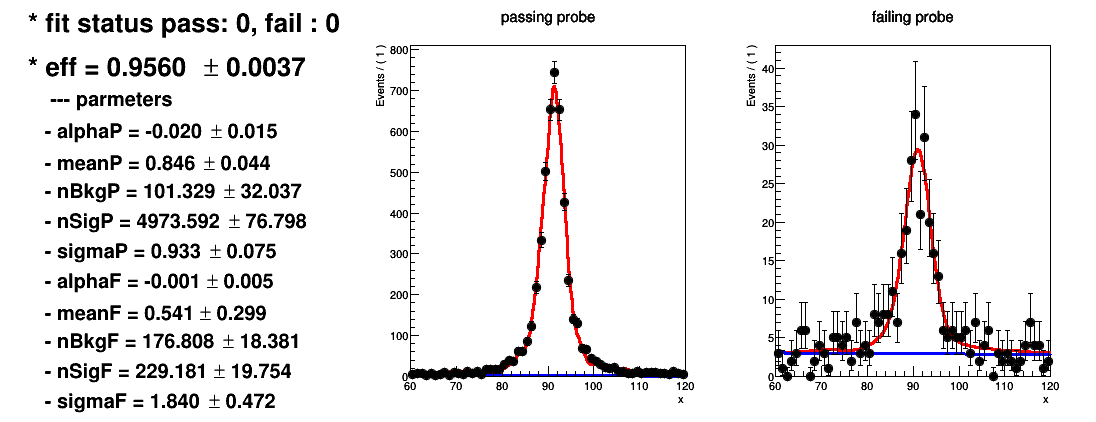 * fit status pass: 0, fail : 0
* eff = 0.9560 ± 0.0037
--- parmeters
- alphaP = -0.020 ± 0.015
- meanP = 0.846 ± 0.044
- nBkgP = 101.329 ± 32.037
- nSigP = 4973.592 ± 76.798
- sigmaP = 0.933 ± 0.075
- alphaF = -0.001 ± 0.005
- meanF = 0.541 ± 0.299
- nBkgF = 176.808 ± 18.381
- nSigF = 229.181 ± 19.754
- sigmaF = 1.840 ± 0.472
passing probe
Events / ( 1 )
800
700
600
500
400
300
200
100
0
60 70 80 90 100 110 120
x
failing probe
Events / ( 1 )
40
35
30
25
20
15
10
5
0
60 70 80 90 100 110 120
x